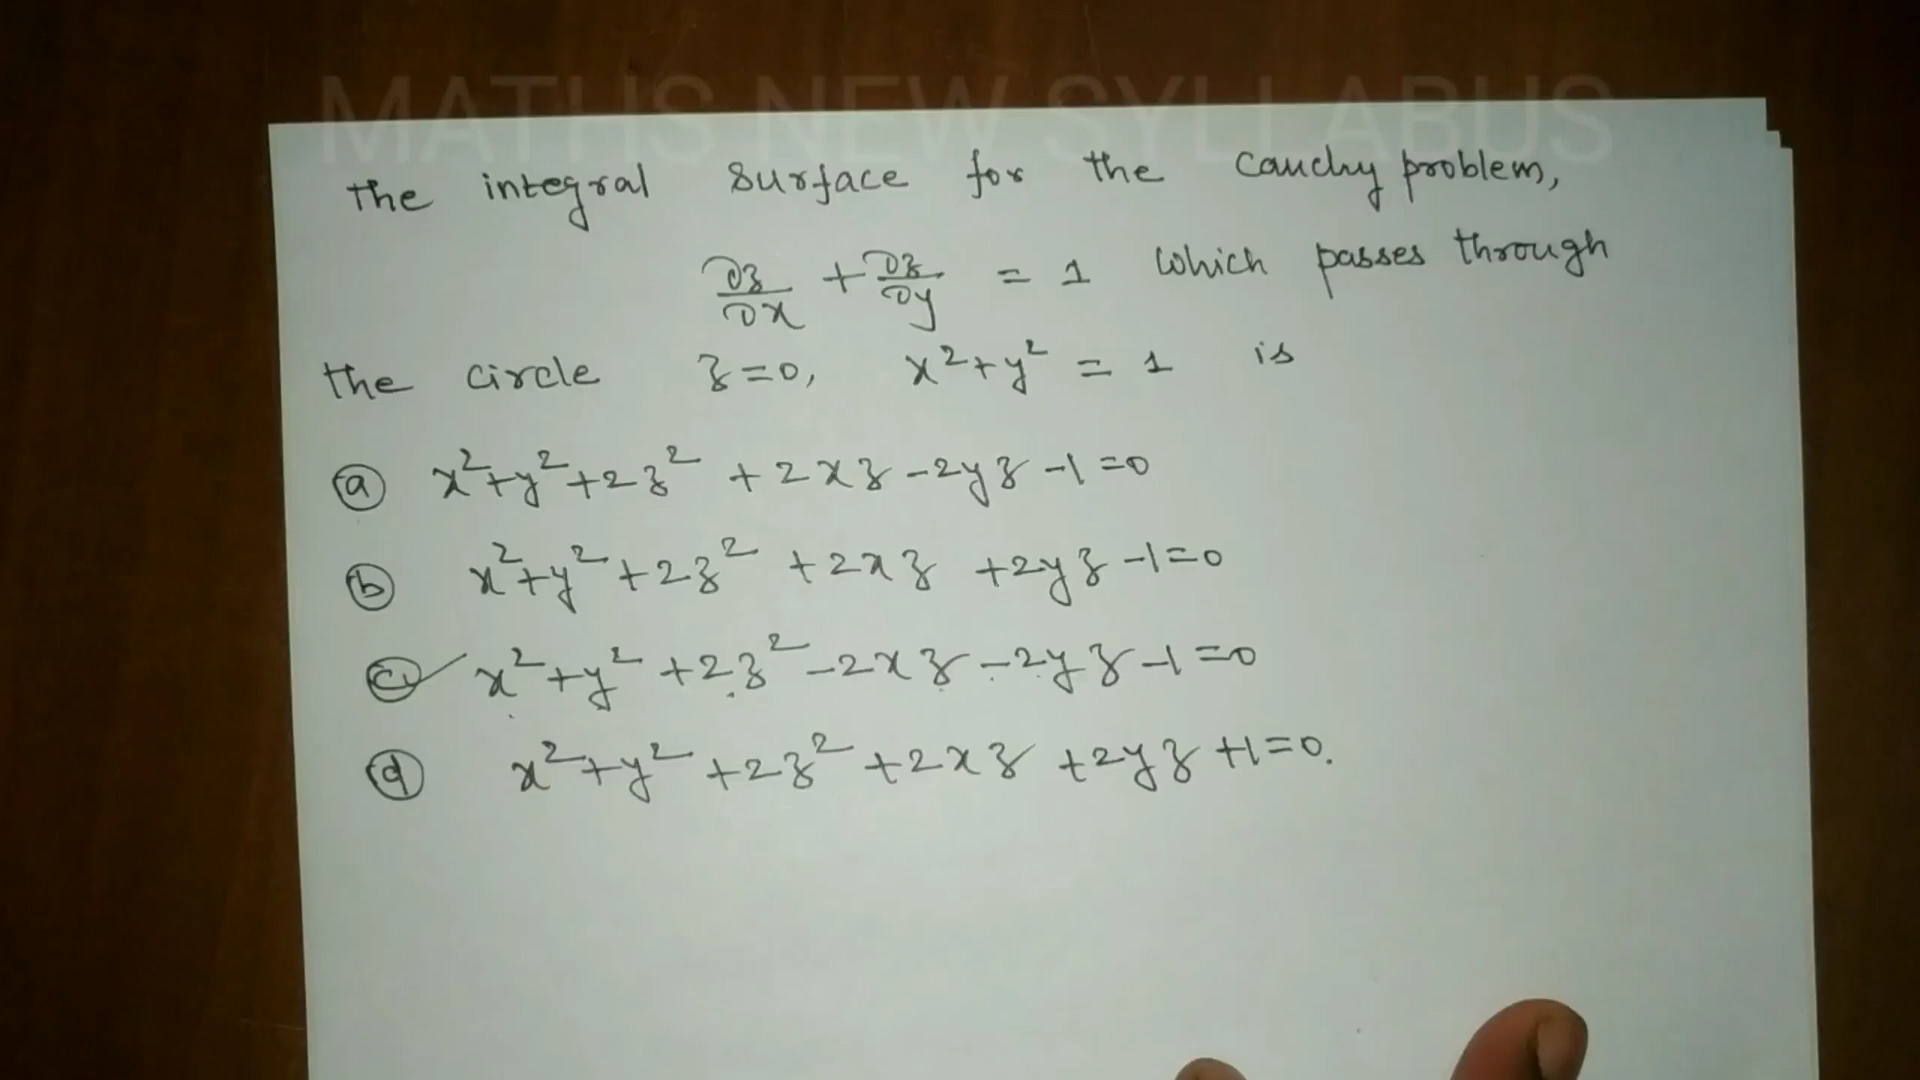 MATHS NEW SYLLABUS
The integral surface for the Cauchy problem,
∂z/∂x + ∂z/∂y = 1 which passes through
the circle z=0, x²+y² = 1 is
(a) x²+y²+2z² + 2xz -2yz -1=0
(b) x²+y²+2z² +2xz +2yz -1=0
(c) ✓ x²+y²+2z²-2xz-2yz-1=0
(d) x²+y²+2z²+2xz +2yz +1=0.